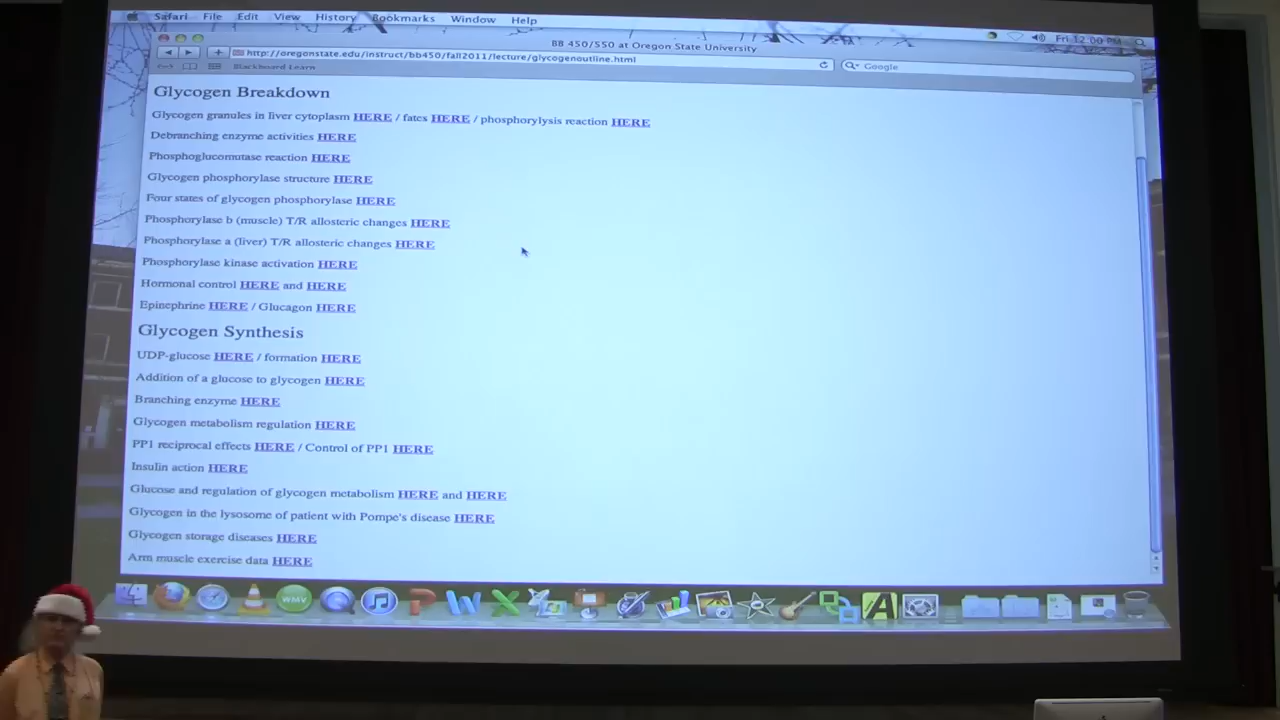 Safari File Edit View History Bookmarks Window Help
Fri 12:00 PM
BB 450/550 at Oregon State University
http://oregonstate.edu/instruct/bb450/fall2011/lecture/glycogenoutline.html
Google
Blackboard Learn
Glycogen Breakdown
Glycogen granules in liver cytoplasm HERE / fates HERE / phosphorylysis reaction HERE
Debranching enzyme activities HERE
Phosphoglucomutase reaction HERE
Glycogen phosphorylase structure HERE
Four states of glycogen phosphorylase HERE
Phosphorylase b (muscle) T/R allosteric changes HERE
Phosphorylase a (liver) T/R allosteric changes HERE
Phosphorylase kinase activation HERE
Hormonal control HERE and HERE
Epinephrine HERE / Glucagon HERE
Glycogen Synthesis
UDP-glucose HERE / formation HERE
Addition of a glucose to glycogen HERE
Branching enzyme HERE
Glycogen metabolism regulation HERE
PP1 reciprocal effects HERE / Control of PP1 HERE
Insulin action HERE
Glucose and regulation of glycogen metabolism HERE and HERE
Glycogen in the lysosome of patient with Pompe's disease HERE
Glycogen storage diseases HERE
Arm muscle exercise data HERE
WMV